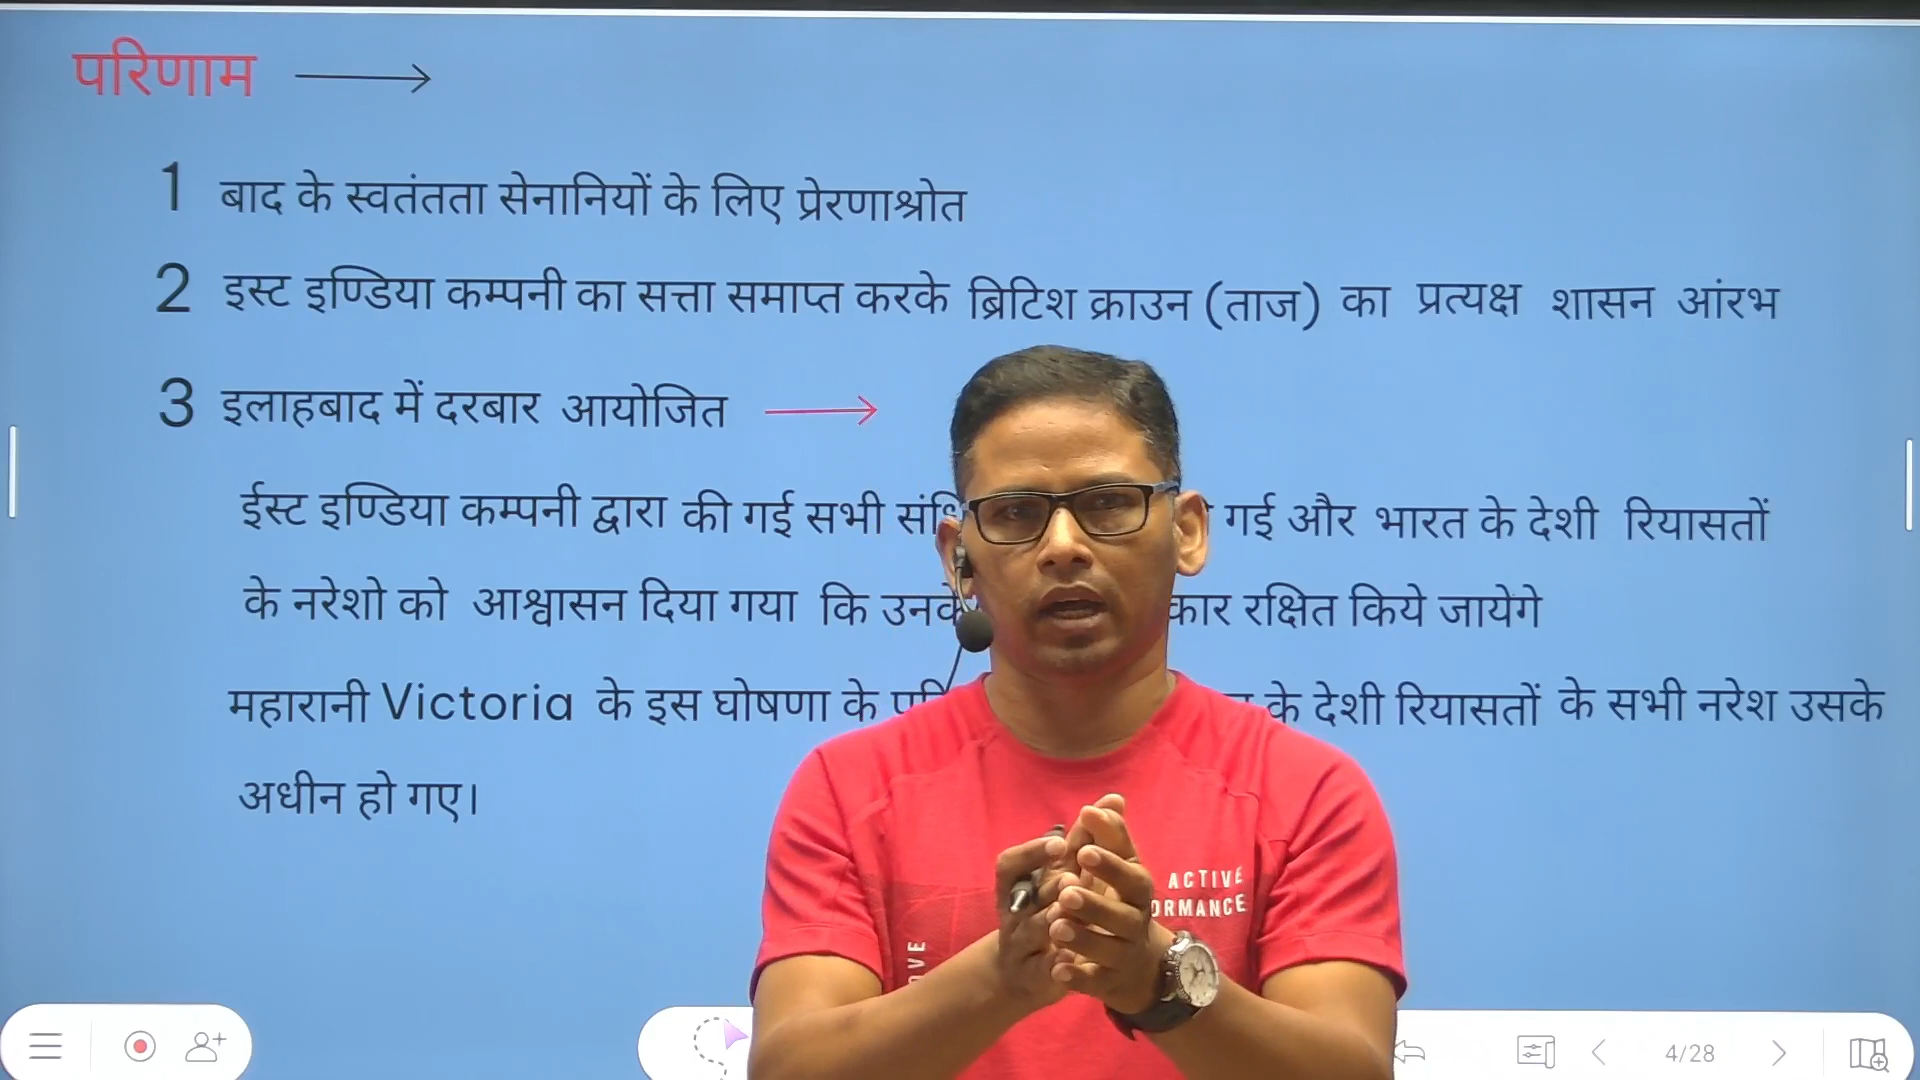 परिणाम
1 बाद के स्वतंतता सेनानियों के लिए प्रेरणाश्रोत
2 इस्ट इण्डिया कम्पनी का सत्ता समाप्त करके ब्रिटिश क्राउन (ताज) का प्रत्यक्ष शासन आंरभ
3 इलाहबाद में दरबार आयोजित
ईस्ट इण्डिया कम्पनी द्वारा की गई सभी गई और भारत के देशी रियासतों
के नरेशो को आश्वासन दिया गया कि रक्षित किये जायेगे
महारानी Victoria के इस घोषणा के के देशी रियासतों के सभी नरेश उसके
अधीन हो गए।
ACTIVE
ORMANCE
OVE
4/28